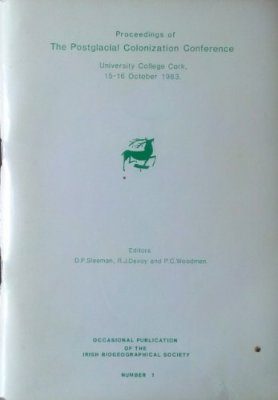 Proceedings of
The Postglacial Colonization Conference
University College Cork,
15-16 October 1983.
Editors
D.P.Sleeman, R.J.Devoy and P.C.Woodman
OCCASIONAL PUBLICATION
OF THE
IRISH BIOGEOGRAPHICAL SOCIETY
NUMBER 1